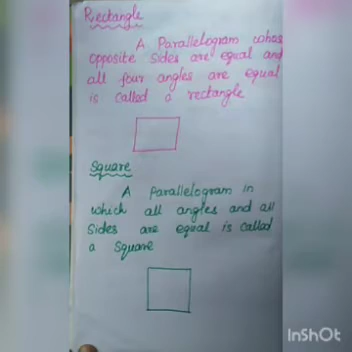 Rectangle
A Parallelogram whos
opposite sides are equal and
all four angles are equal
is called a rectangle
Square
A Parallelogram in
which all angles and all
sides are equal is called
a square
InShOt